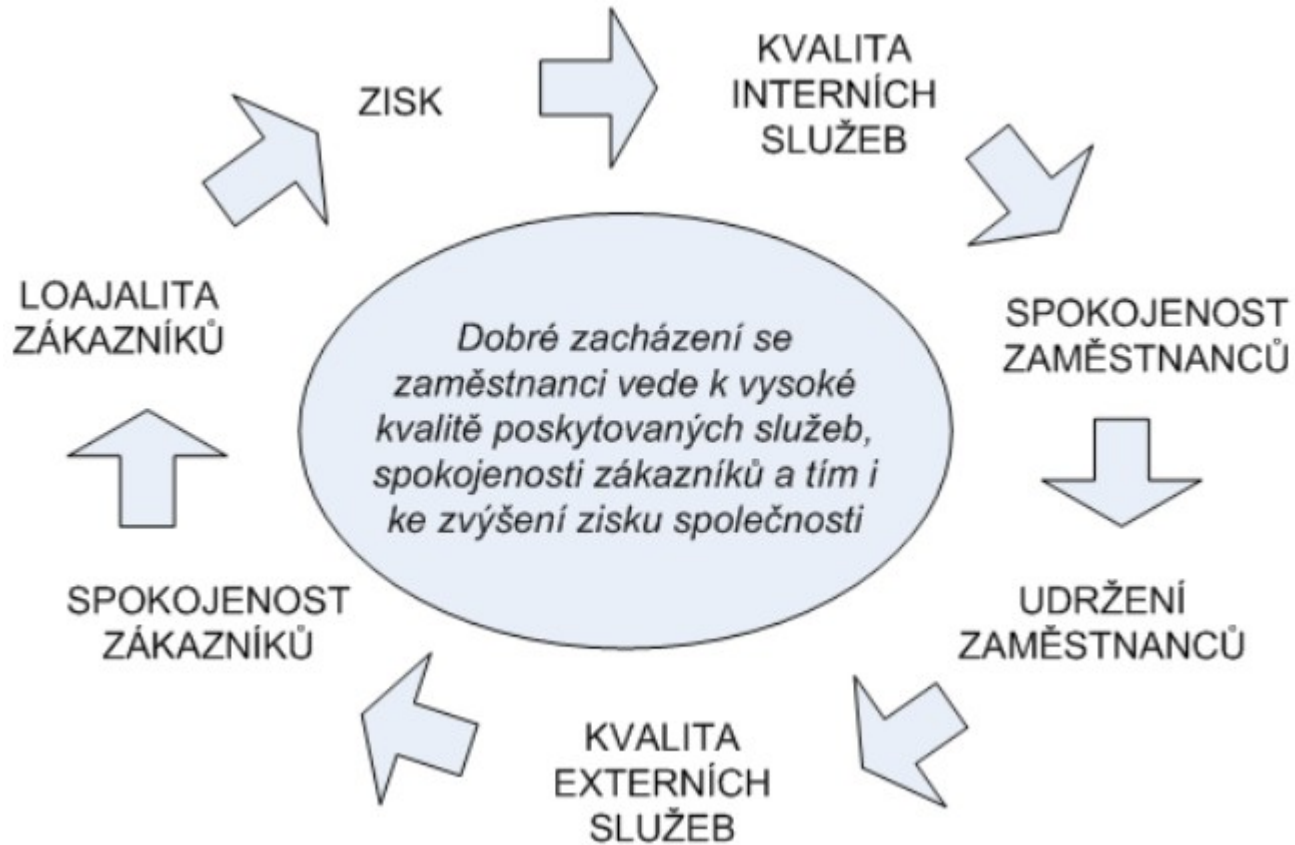 ZISK
KVALITA
INTERNÍCH
SLUŽEB
SPOKOJENOST
ZAMĚSTNANCŮ
UDRŽENÍ
ZAMĚSTNANCŮ
KVALITA
EXTERNÍCH
SLUŽEB
SPOKOJENOST
ZÁKAZNÍKŮ
LOAJALITA
ZÁKAZNÍKŮ
Dobré zacházení se
zaměstnanci vede k vysoké
kvalitě poskytovaných služeb,
spokojenosti zákazníků a tím i
ke zvýšení zisku společnosti